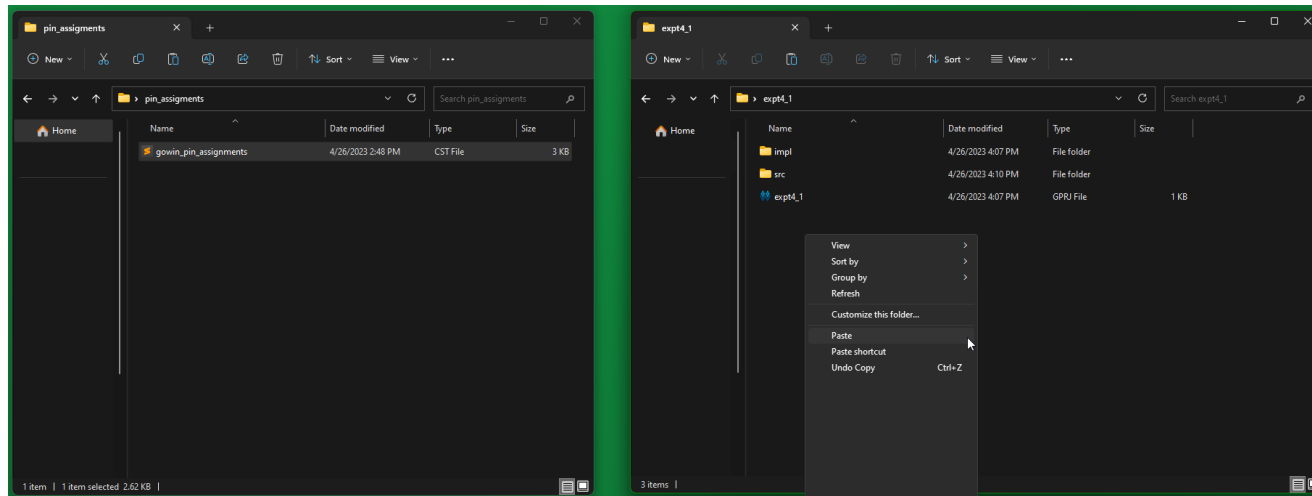 pin_assigments
New
Sort
View
pin_assigments
Search pin_assigments
Home
Name Date modified Type Size
gowin_pin_assignments 4/26/2023 2:48 PM CST File 3 KB
1 item 1 item selected 2.62 KB
expt4_1
New
Sort
View
expt4_1
Search expt4_1
Home
Name Date modified Type Size
impl 4/26/2023 4:07 PM File folder
src 4/26/2023 4:10 PM File folder
expt4_1 4/26/2023 4:07 PM GPRJ File 1 KB
View
Sort by
Group by
Refresh
Customize this folder...
Paste
Paste shortcut
Undo Copy Ctrl+Z
3 items